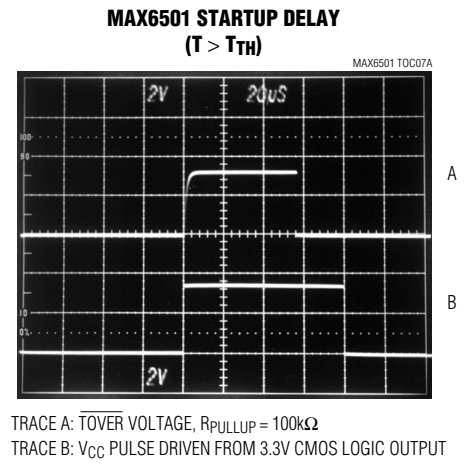 MAX6501 STARTUP DELAY
(T > TTH)
MAX6501 TOC07A
2V 20uS
100
90
A
B
10
0%
2V
TRACE A: TOVER VOLTAGE, RPULLUP = 100kΩ
TRACE B: VCC PULSE DRIVEN FROM 3.3V CMOS LOGIC OUTPUT